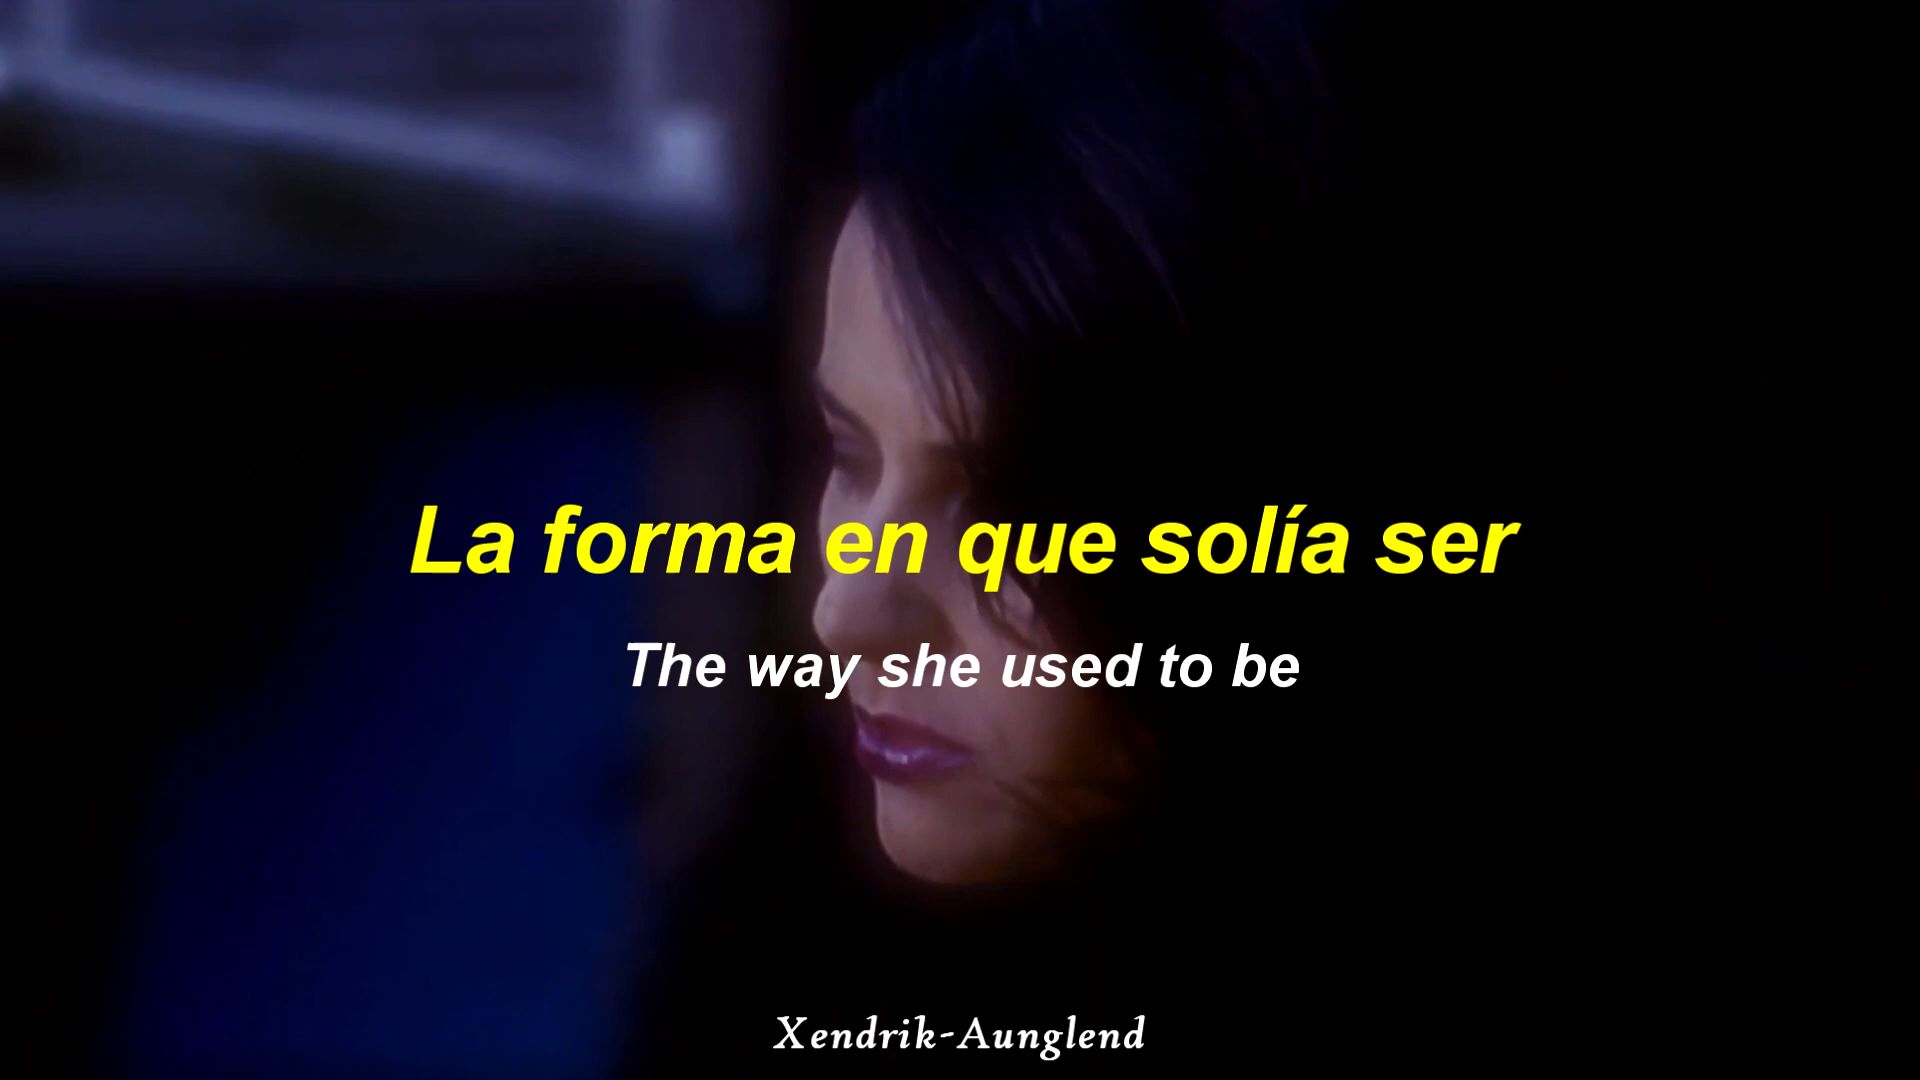 La forma en que solía ser
The way she used to be
Xendrik-Aunglend